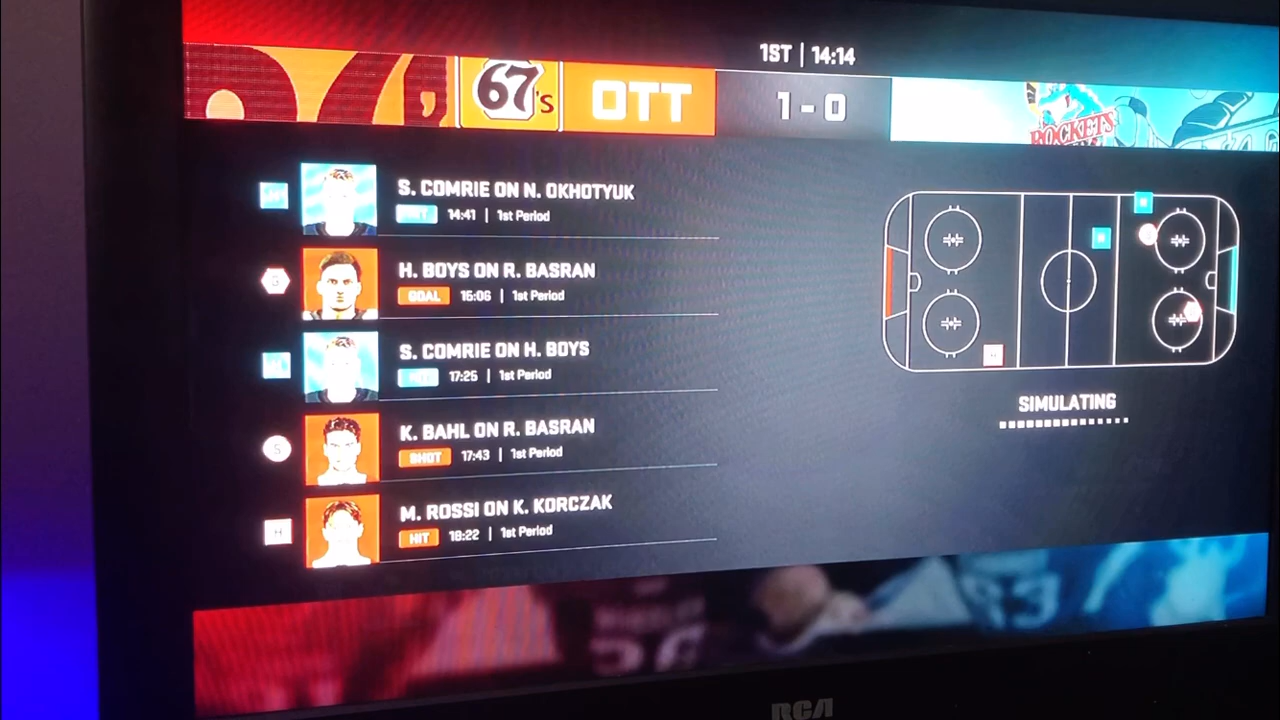 1ST | 14:14
67's
OTT
1 - 0
ROCKETS
S. COMRIE ON N. OKHOTYUK
HIT 14:41 | 1st Period
H. BOYS ON R. BASRAN
GOAL 15:06 | 1st Period
S. COMRIE ON H. BOYS
17:25 | 1st Period
S
K. BAHL ON R. BASRAN
SHOT 17:43 | 1st Period
H
M. ROSSI ON K. KORCZAK
HIT 18:22 | 1st Period
H
SIMULATING
RCA